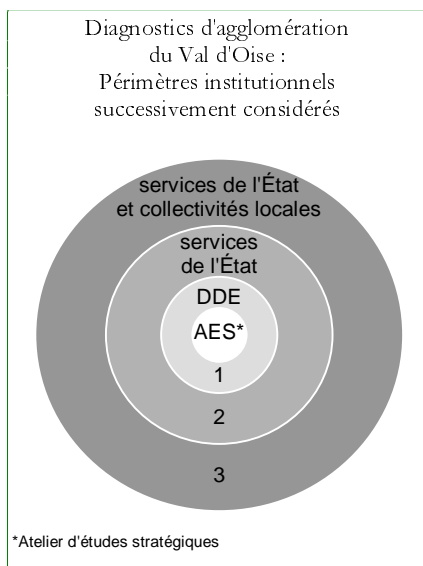 Diagnostics d'agglomération
du Val d'Oise :
Périmètres institutionnels
successivement considérés
services de l'État
et collectivités locales
services
de l'État
DDE
AES*
1
2
3
*Atelier d'études stratégiques